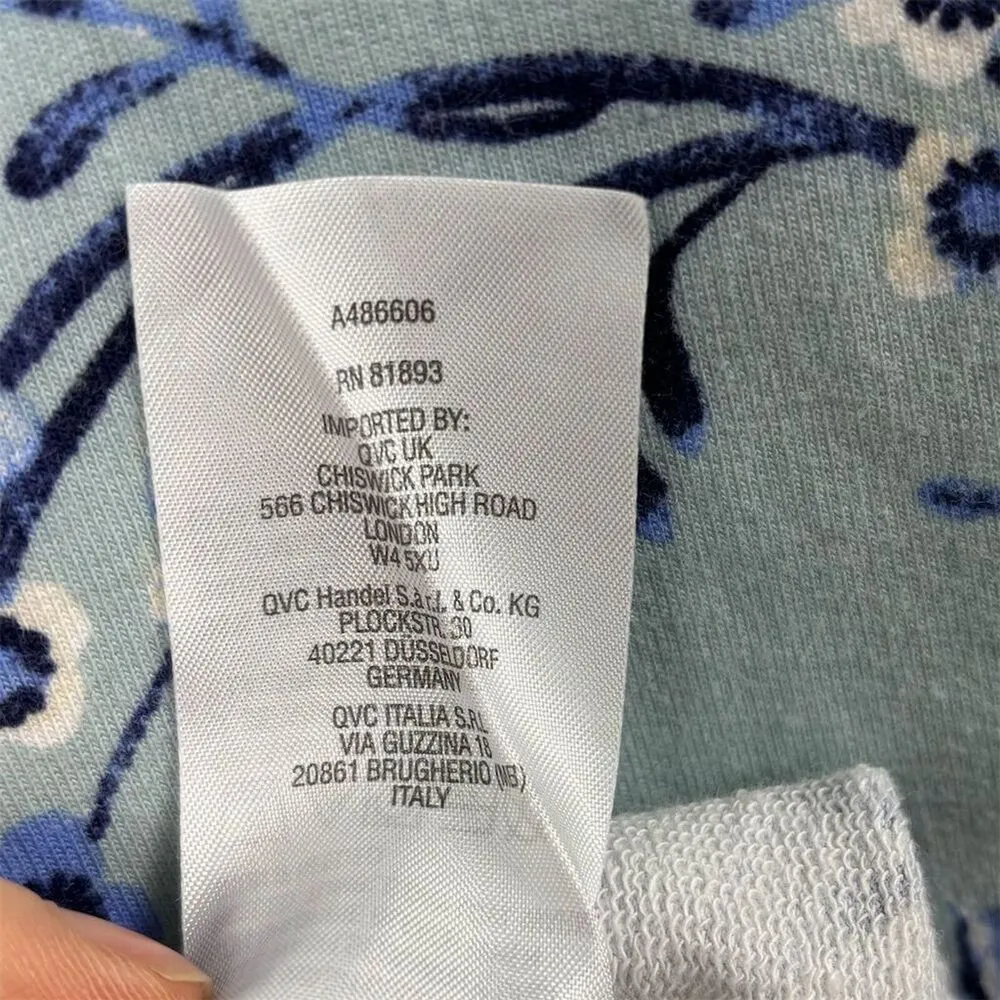 A486606
RN 81893
IMPORTED BY:
QVC UK
CHISWICK PARK
566 CHISWICK HIGH ROAD
LONDON
W4 5XU
QVC Handel S.à r.l. & Co. KG
PLOCKSTR. 30
40221 DÜSSELDORF
GERMANY
QVC ITALIA S.R.L
VIA GUZZINA 18
20861 BRUGHERIO (MB)
ITALY